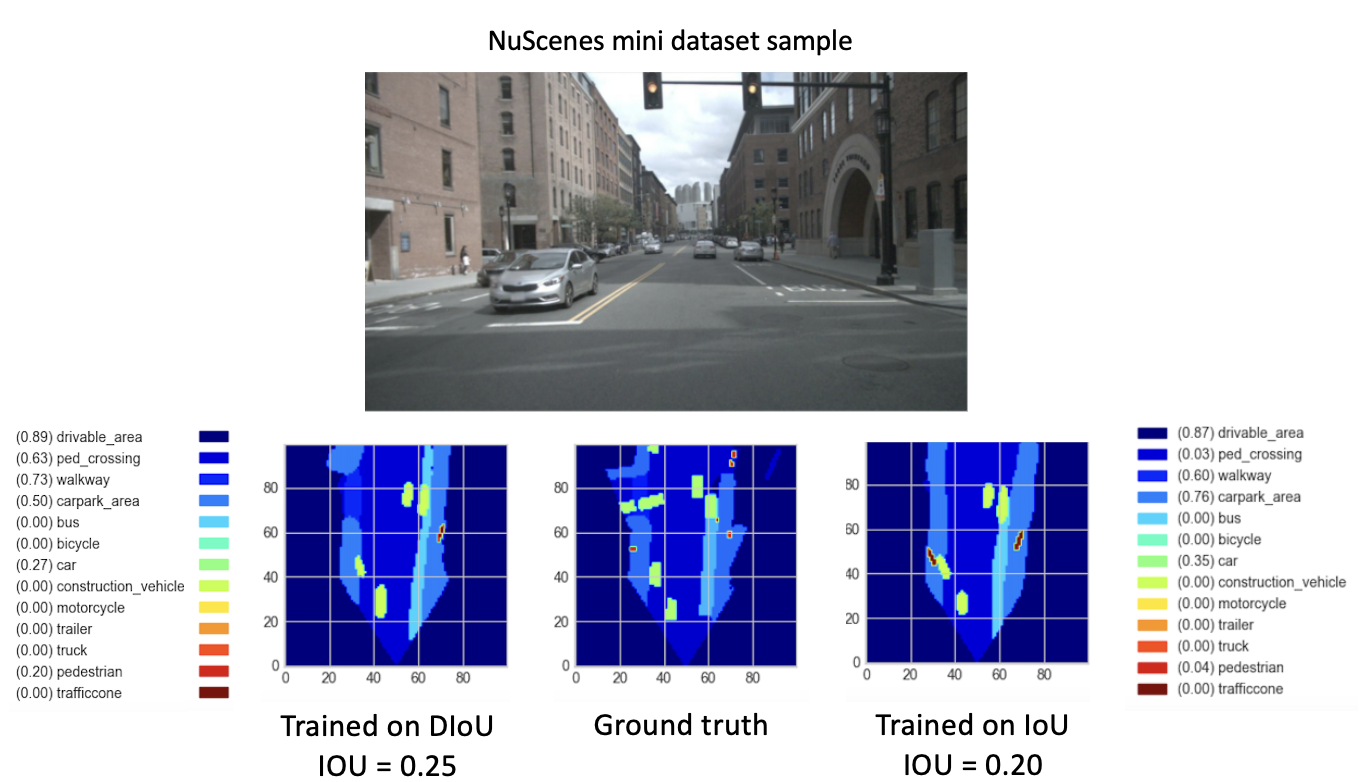 NuScenes mini dataset sample
BUS
(0.89) drivable_area
(0.63) ped_crossing
(0.73) walkway
(0.50) carpark_area
(0.00) bus
(0.00) bicycle
(0.27) car
(0.00) construction_vehicle
(0.00) motorcycle
(0.00) trailer
(0.00) truck
(0.20) pedestrian
(0.00) trafficcone
80
60
40
20
0
0 20 40 60 80
Trained on DIoU
IOU = 0.25
80
60
40
20
0
0 20 40 60 80
Ground truth
80
60
40
20
0
0 20 40 60 80
Trained on IoU
IOU = 0.20
(0.87) drivable_area
(0.03) ped_crossing
(0.60) walkway
(0.76) carpark_area
(0.00) bus
(0.00) bicycle
(0.35) car
(0.00) construction_vehicle
(0.00) motorcycle
(0.00) trailer
(0.00) truck
(0.04) pedestrian
(0.00) trafficcone